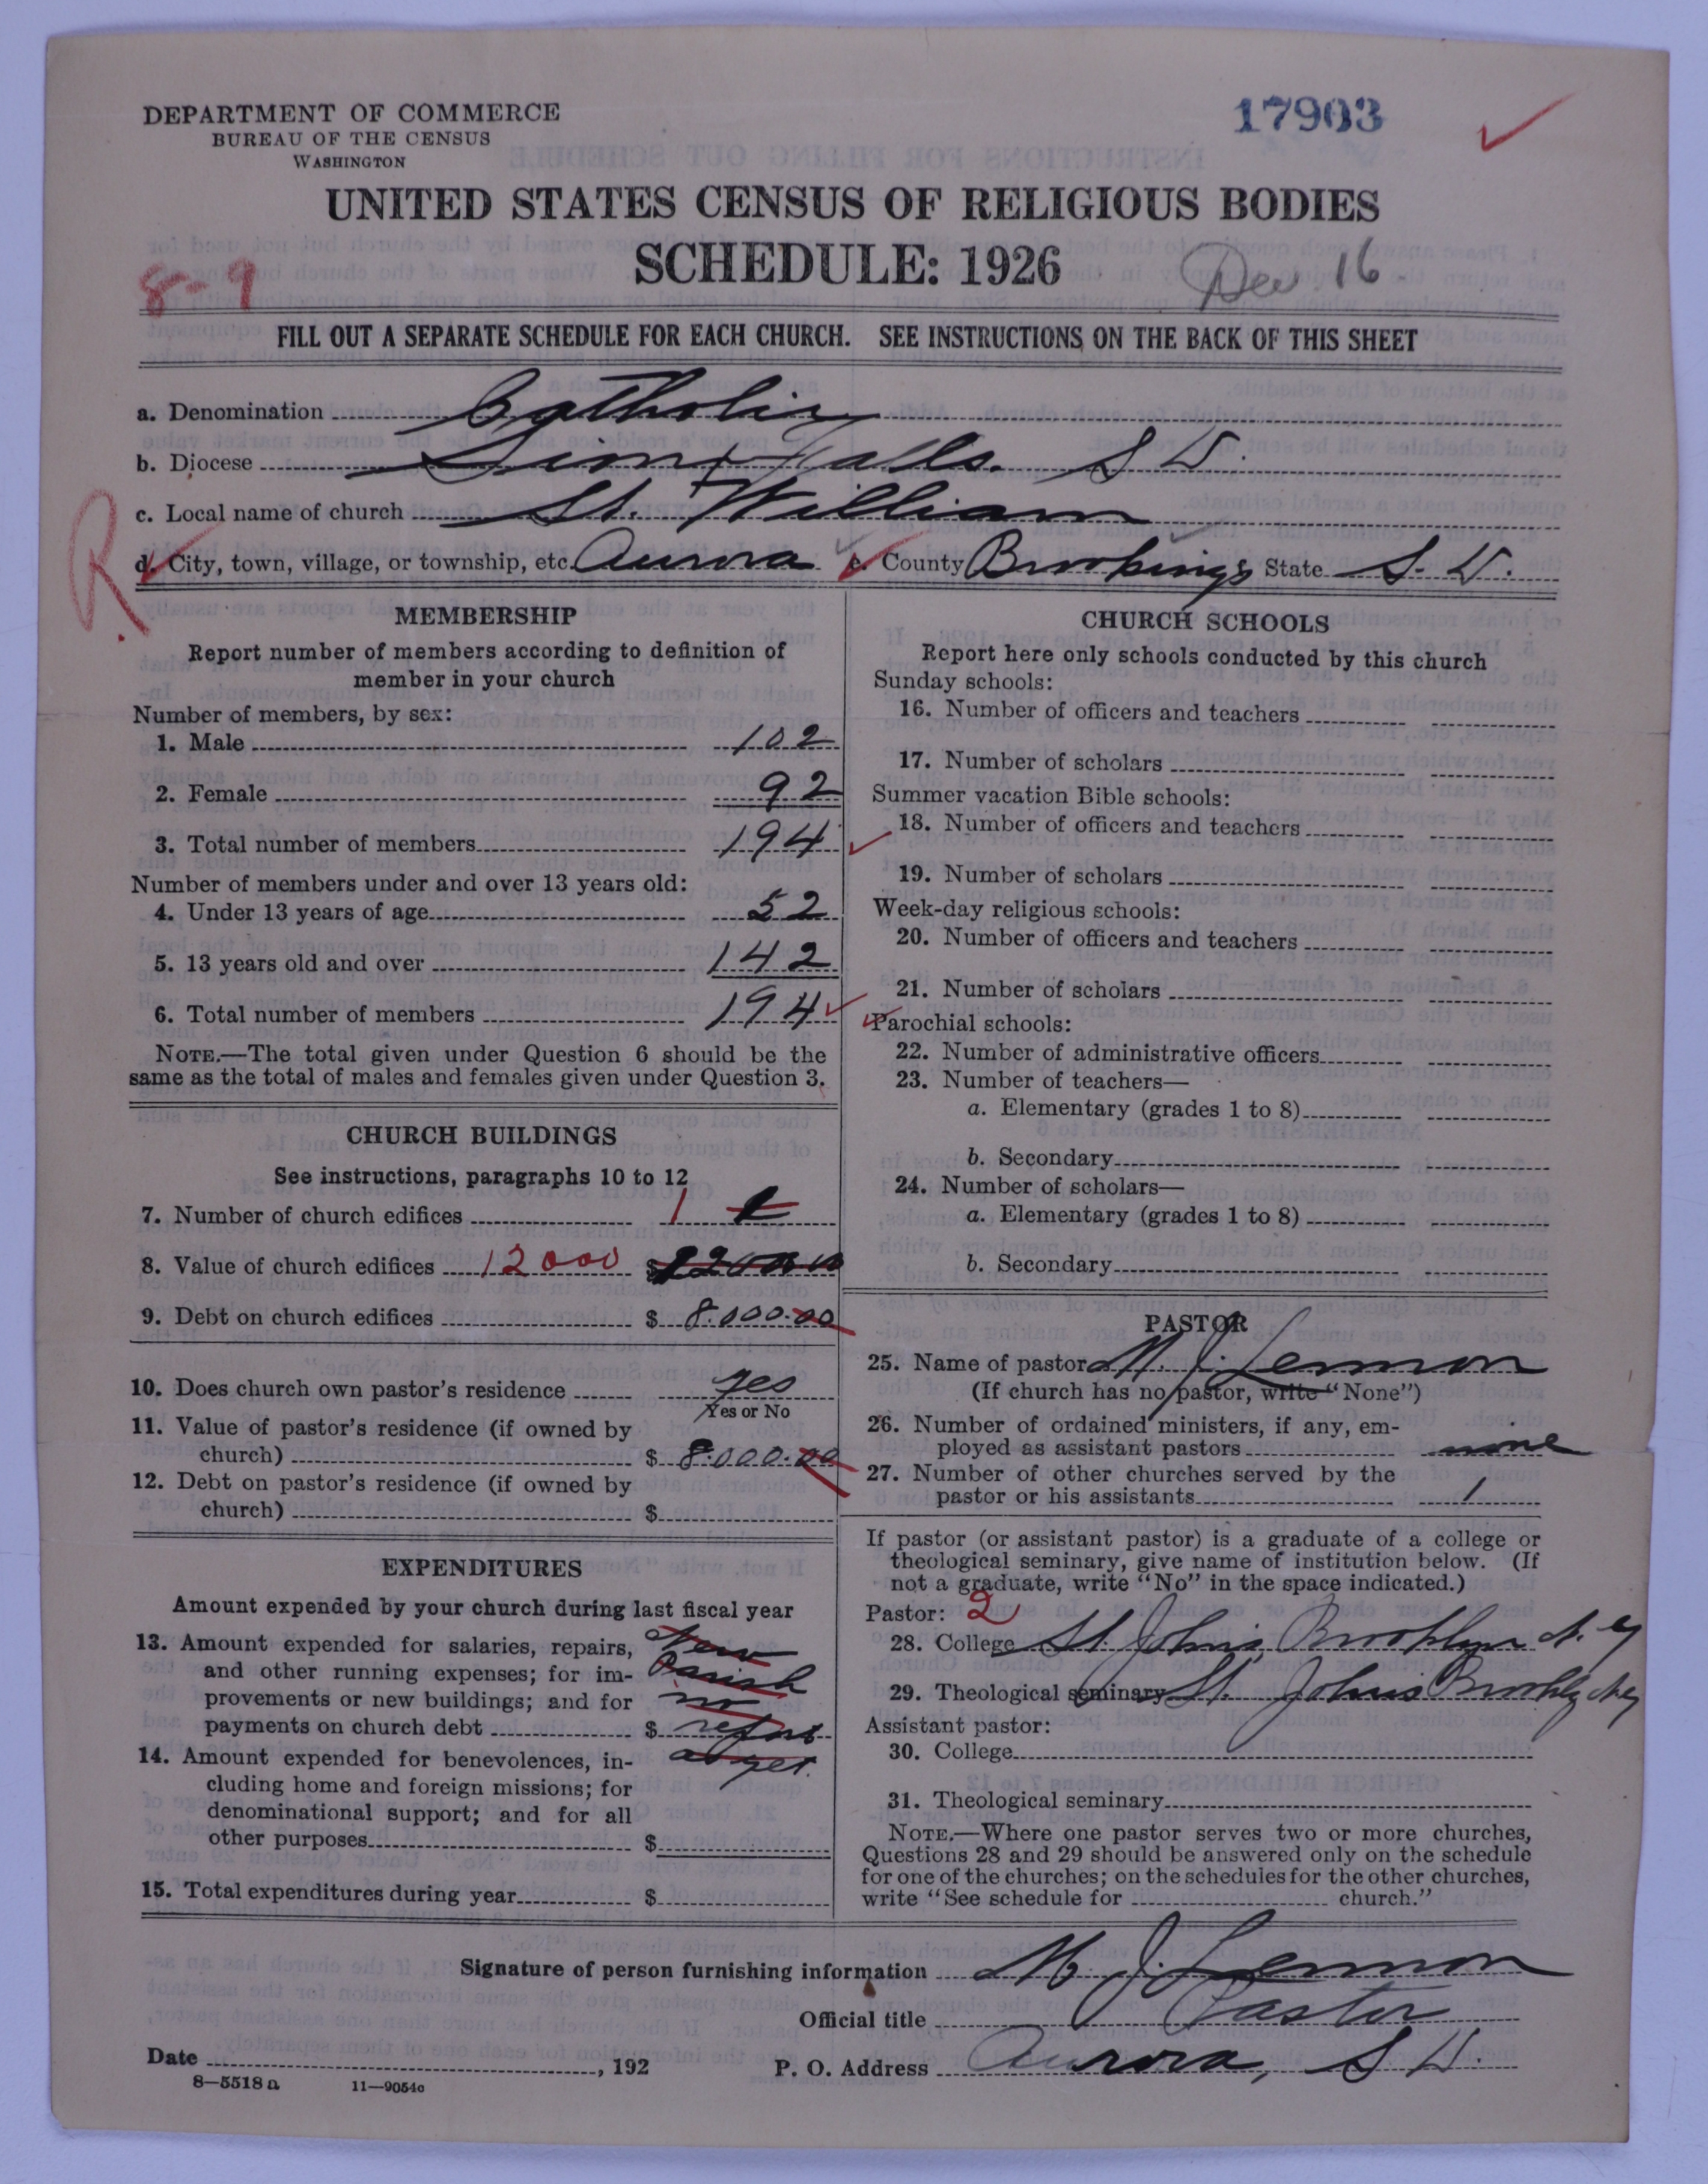 DEPARTMENT OF COMMERCE
BUREAU OF THE CENSUS
WASHINGTON
17903
UNITED STATES CENSUS OF RELIGIOUS BODIES
SCHEDULE: 1926
8-9
16
FILL OUT A SEPARATE SCHEDULE FOR EACH CHURCH. SEE INSTRUCTIONS ON THE BACK OF THIS SHEET
a. Denomination Catholic
b. Diocese Sioux Falls. S D.
c. Local name of church St. William
R
d. City, town, village, or township, etc. Aurora e. County Brookings State S. D.
MEMBERSHIP
Report number of members according to definition of
member in your church
Number of members, by sex:
1. Male 102
2. Female 92
3. Total number of members 194
Number of members under and over 13 years old:
4. Under 13 years of age 52
5. 13 years old and over 142
6. Total number of members 194
NOTE.—The total given under Question 6 should be the
same as the total of males and females given under Question 3.
CHURCH BUILDINGS
See instructions, paragraphs 10 to 12
7. Number of church edifices 1
8. Value of church edifices 12000 $
9. Debt on church edifices $ 8.000.00
10. Does church own pastor's residence yes
Yes or No
11. Value of pastor's residence (if owned by
church) $ 8.000.00
12. Debt on pastor's residence (if owned by
church) $
EXPENDITURES
Amount expended by your church during last fiscal year
13. Amount expended for salaries, repairs, New
and other running expenses; for im- Parish
provements or new buildings; and for no
payments on church debt $ report
14. Amount expended for benevolences, in- as yet.
cluding home and foreign missions; for
denominational support; and for all
other purposes $
15. Total expenditures during year $
CHURCH SCHOOLS
Report here only schools conducted by this church
Sunday schools:
16. Number of officers and teachers
17. Number of scholars
Summer vacation Bible schools:
18. Number of officers and teachers
19. Number of scholars
Week-day religious schools:
20. Number of officers and teachers
21. Number of scholars
Parochial schools:
22. Number of administrative officers
23. Number of teachers—
a. Elementary (grades 1 to 8)
b. Secondary
24. Number of scholars—
a. Elementary (grades 1 to 8)
b. Secondary
PASTOR
25. Name of pastor M. J. Lennon
(If church has no pastor, write "None")
26. Number of ordained ministers, if any, em-
ployed as assistant pastors none
27. Number of other churches served by the
pastor or his assistants 1
If pastor (or assistant pastor) is a graduate of a college or
theological seminary, give name of institution below. (If
not a graduate, write "No" in the space indicated.)
Pastor: 2
28. College St. Johns Brooklyn N. Y
29. Theological seminary St. Johns Brooklyn N Y
Assistant pastor:
30. College
31. Theological seminary
NOTE.—Where one pastor serves two or more churches,
Questions 28 and 29 should be answered only on the schedule
for one of the churches; on the schedules for the other churches,
write "See schedule for church."
Signature of person furnishing information M. J. Lennon
Official title Pastor
Date , 192 P. O. Address Aurora, S D.
8—5518 a 11—9054c